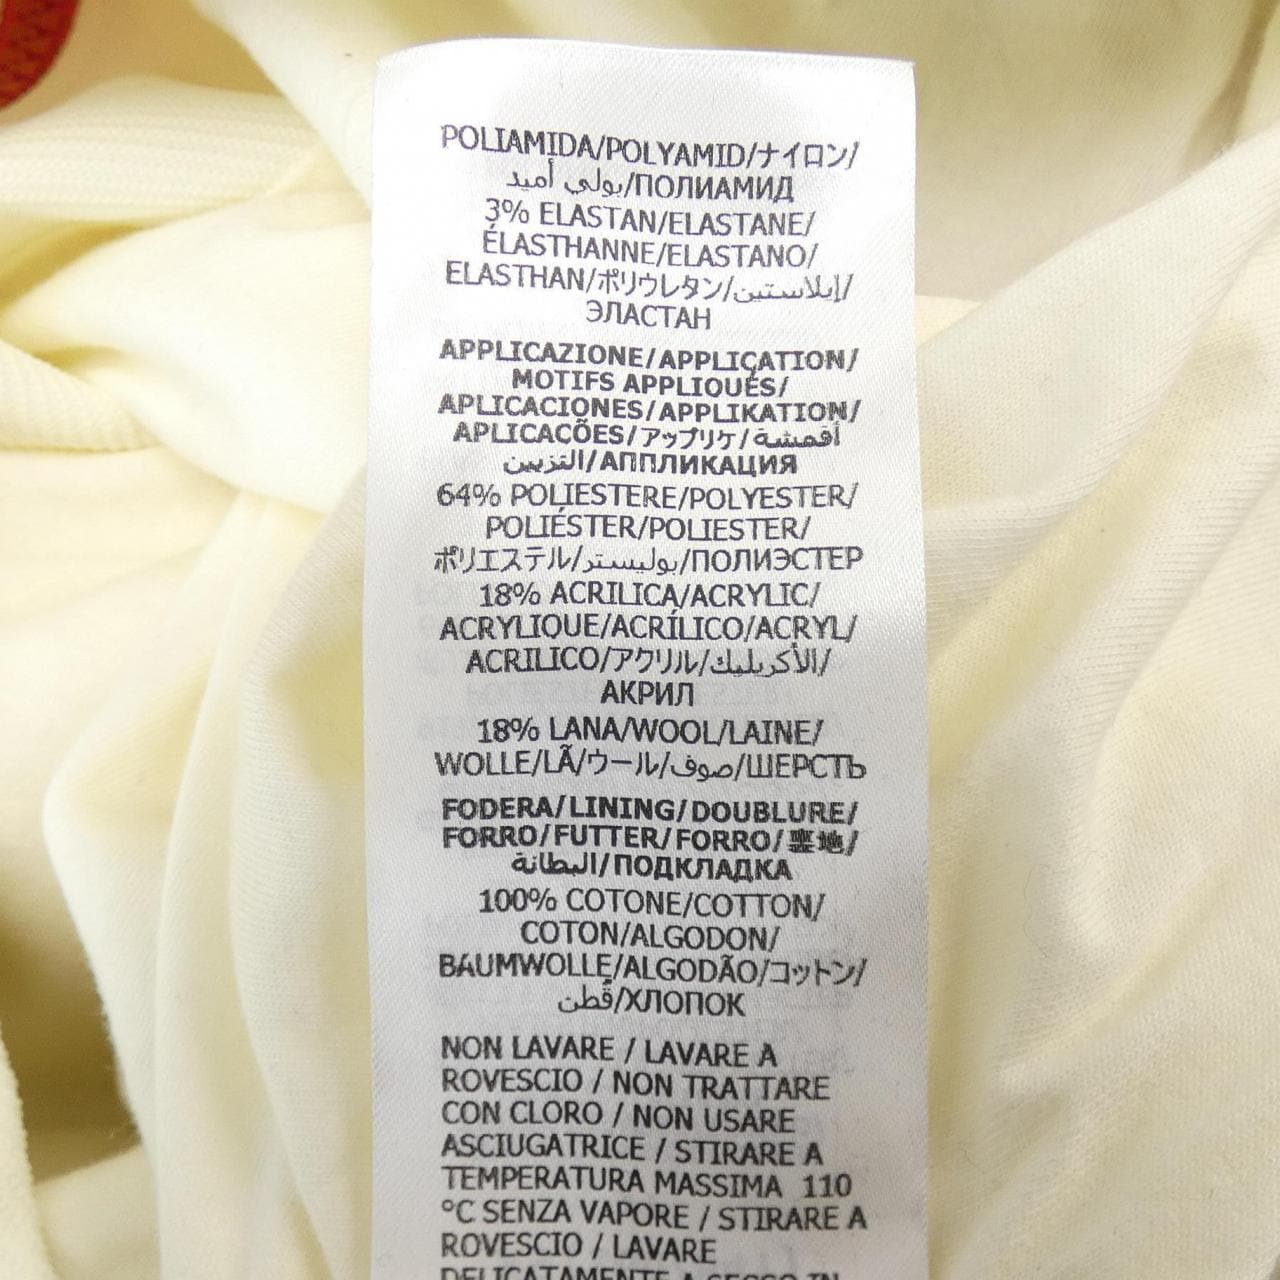 POLIAMIDA/POLYAMID/ナイロン/
بولي أميد/ПОЛИАМИД
3% ELASTAN/ELASTANE/
ÉLASTHANNE/ELASTANO/
ELASTHAN/ポリウレタン/إيلاستين/
ЭЛАСТАН
APPLICAZIONE/APPLICATION/
MOTIFS APPLIQUÉS/
APLICACIONES/APPLIKATION/
APLICACÕES/アップリケ/أقمشة
التزيين/АППЛИКАЦИЯ
64% POLIESTERE/POLYESTER/
POLIÉSTER/POLIESTER/
ポリエステル/بوليستر/ПОЛИЭСТЕР
18% ACRILICA/ACRYLIC/
ACRYLIQUE/ACRÍLICO/ACRYL/
ACRILICO/アクリル/الأكريليك/
АКРИЛ
18% LANA/WOOL/LAINE/
WOLLE/LÃ/ウール/صوف/ШЕРСТЬ
FODERA/LINING/DOUBLURE/
FORRO/FUTTER/FORRO/裏地/
البطانة/ПОДКЛАДКА
100% COTONE/COTTON/
COTON/ALGODON/
BAUMWOLLE/ALGODÃO/コットン/
قُطن/ХЛОПОК
NON LAVARE / LAVARE A
ROVESCIO / NON TRATTARE
CON CLORO / NON USARE
ASCIUGATRICE / STIRARE A
TEMPERATURA MASSIMA 110
°C SENZA VAPORE / STIRARE A
ROVESCIO / LAVARE
DELICATAMENTE A SECCO IN